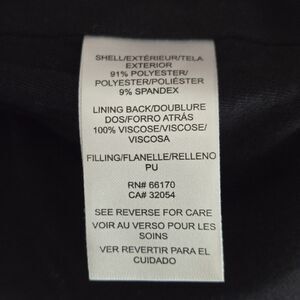 SHELL/EXTÉRIEUR/TELA
EXTERIOR
91% POLYESTER/
POLYESTER/POLIÉSTER
9% SPANDEX
LINING BACK/DOUBLURE
DOS/FORRO ATRÁS
100% VISCOSE/VISCOSE/
VISCOSA
FILLING/FLANELLE/RELLENO
PU
RN# 66170
CA# 32054
SEE REVERSE FOR CARE
VOIR AU VERSO POUR LES
SOINS
VER REVERTIR PARA EL
CUIDADO